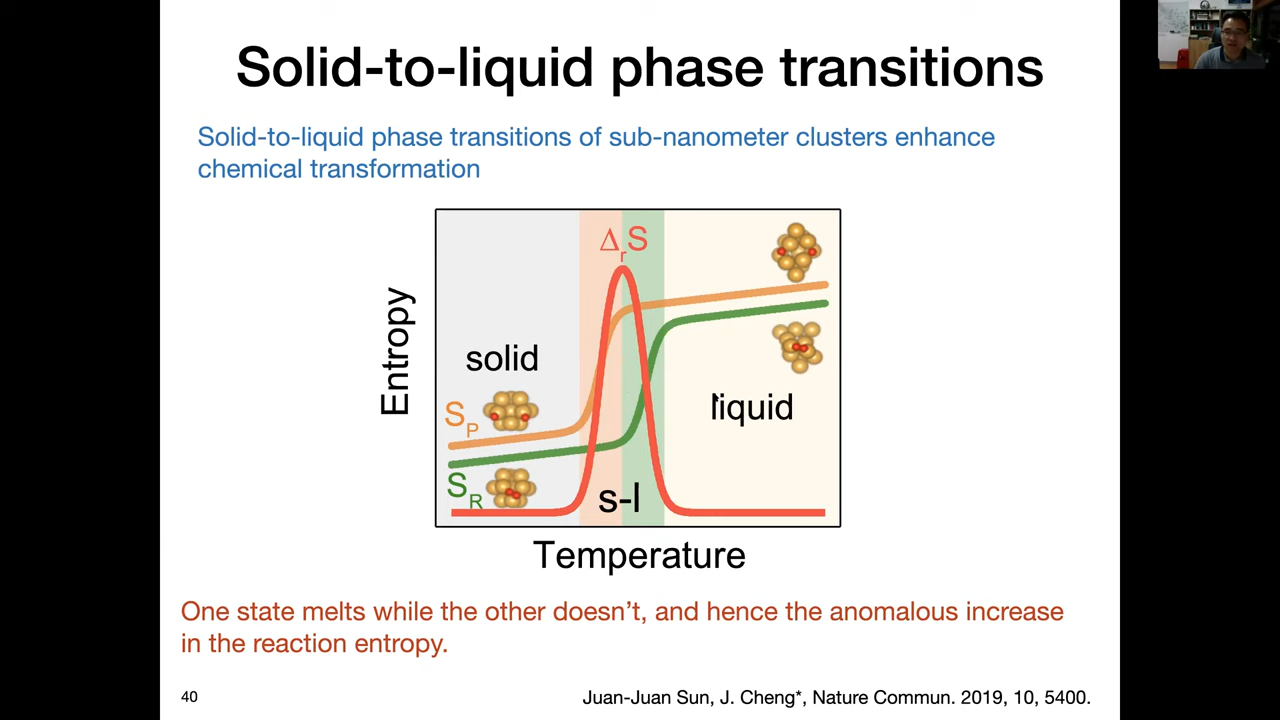 Solid-to-liquid phase transitions
Solid-to-liquid phase transitions of sub-nanometer clusters enhance
chemical transformation
ΔrS
Entropy
solid
liquid
SP
SR
s-l
Temperature
One state melts while the other doesn’t, and hence the anomalous increase
in the reaction entropy.
40
Juan-Juan Sun, J. Cheng*, Nature Commun. 2019, 10, 5400.